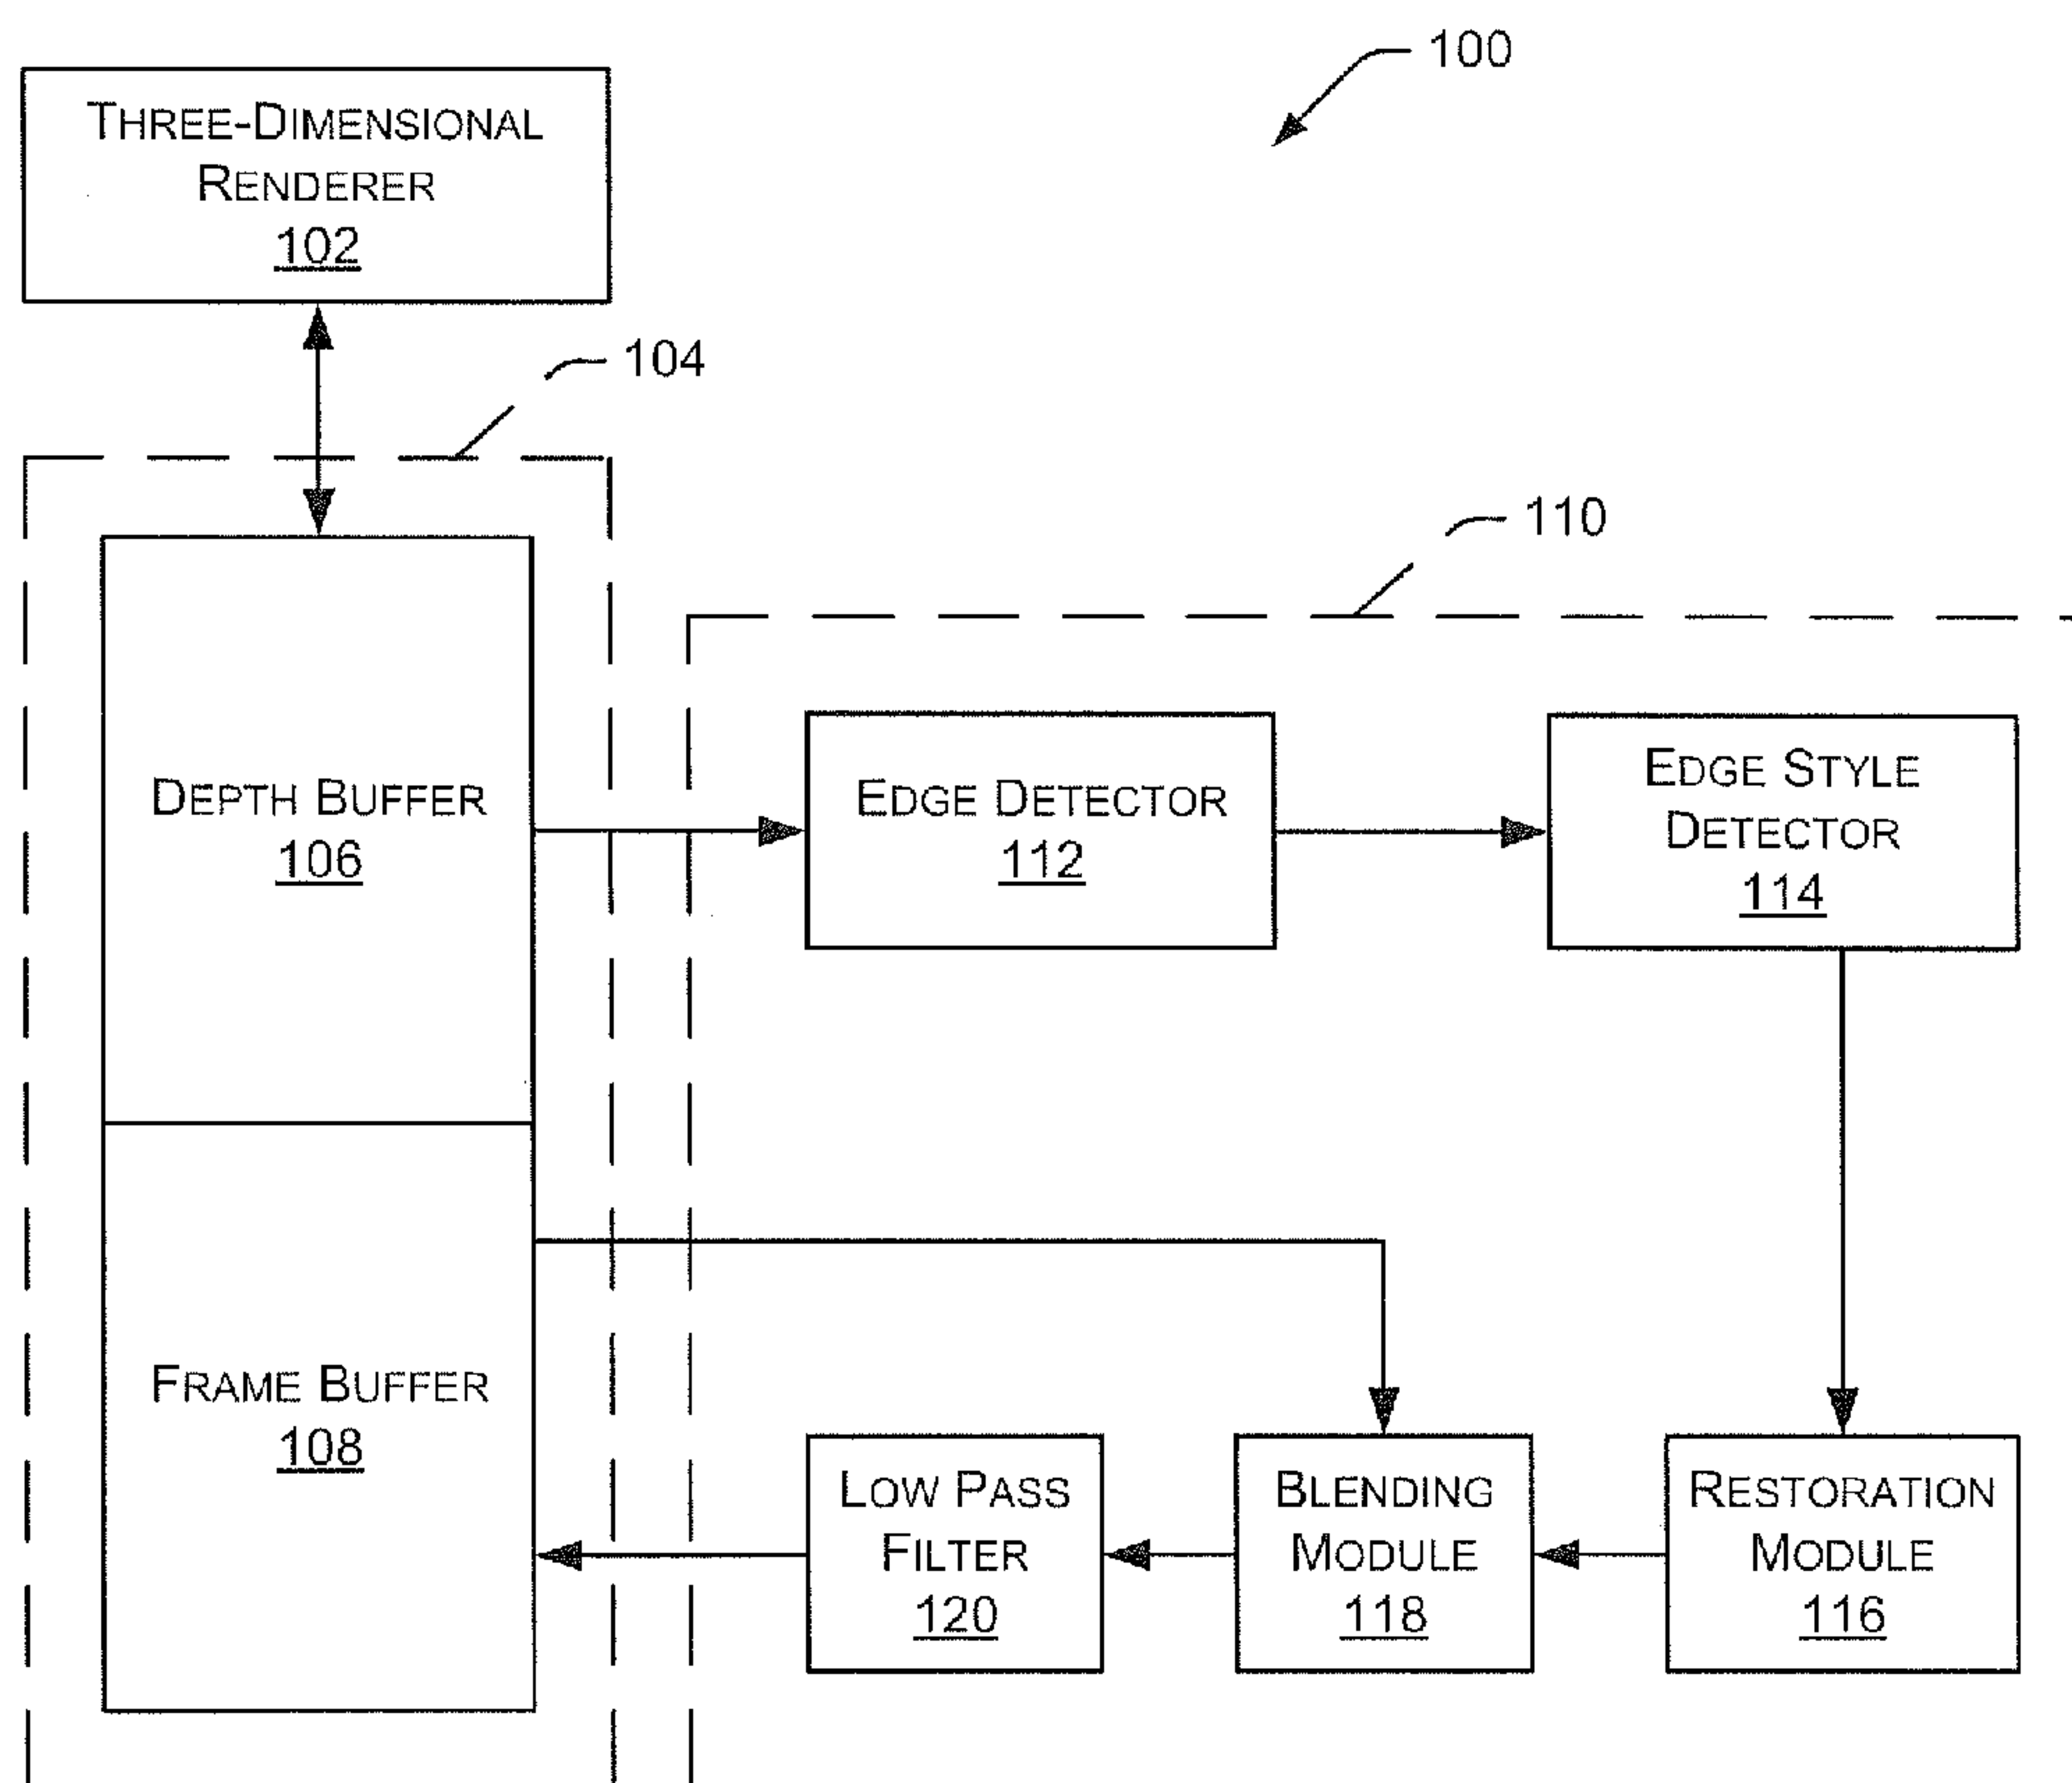 100
THREE-DIMENSIONAL
RENDERER
102
104
110
DEPTH BUFFER
106
EDGE DETECTOR
112
EDGE STYLE
DETECTOR
114
FRAME BUFFER
108
LOW PASS
FILTER
120
BLENDING
MODULE
118
RESTORATION
MODULE
116